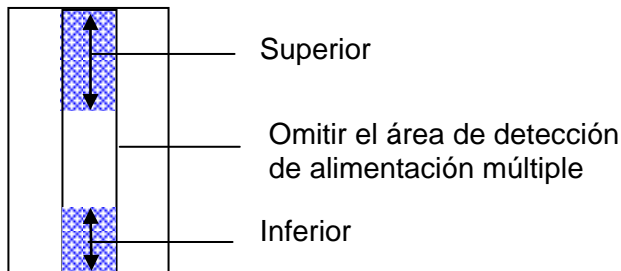 Superior
Omitir el área de detección
de alimentación múltiple
Inferior